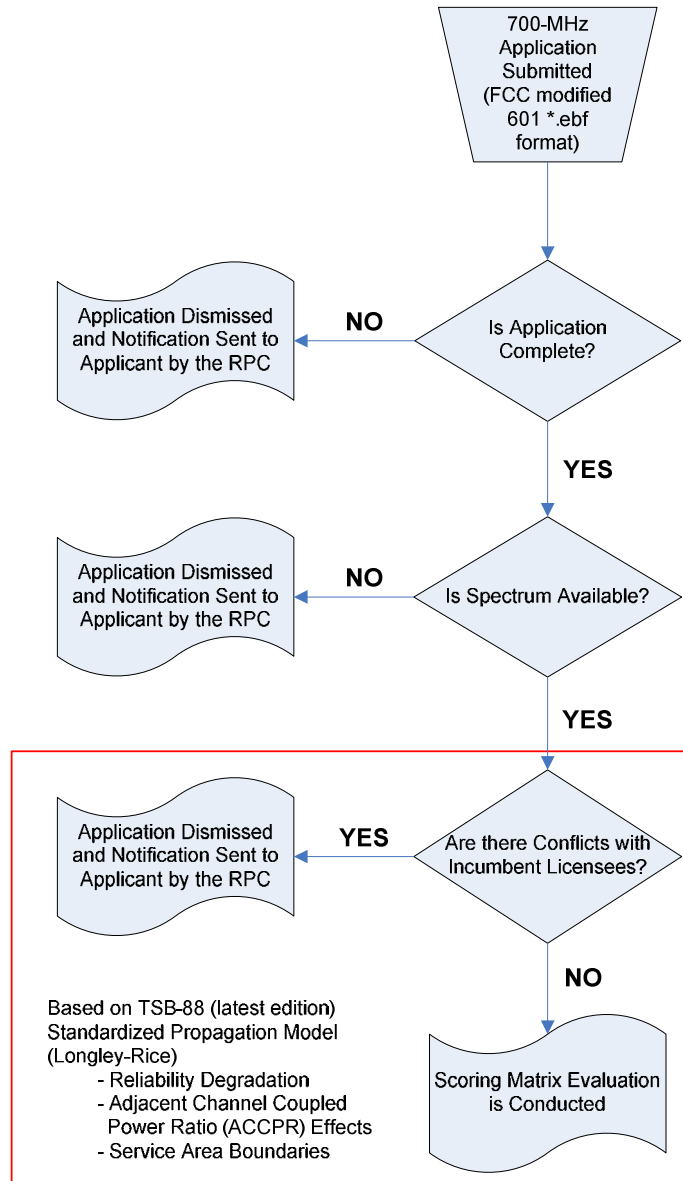 700-MHz
Application
Submitted
(FCC modified
601 *.ebf
format)
Is Application
Complete?
NO
Application Dismissed
and Notification Sent to
Applicant by the RPC
YES
Is Spectrum Available?
NO
Application Dismissed
and Notification Sent to
Applicant by the RPC
YES
Are there Conflicts with
Incumbent Licensees?
YES
Application Dismissed
and Notification Sent to
Applicant by the RPC
NO
Scoring Matrix Evaluation
is Conducted
Based on TSB-88 (latest edition)
Standardized Propagation Model
(Longley-Rice)
- Reliability Degradation
- Adjacent Channel Coupled
Power Ratio (ACCPR) Effects
- Service Area Boundaries